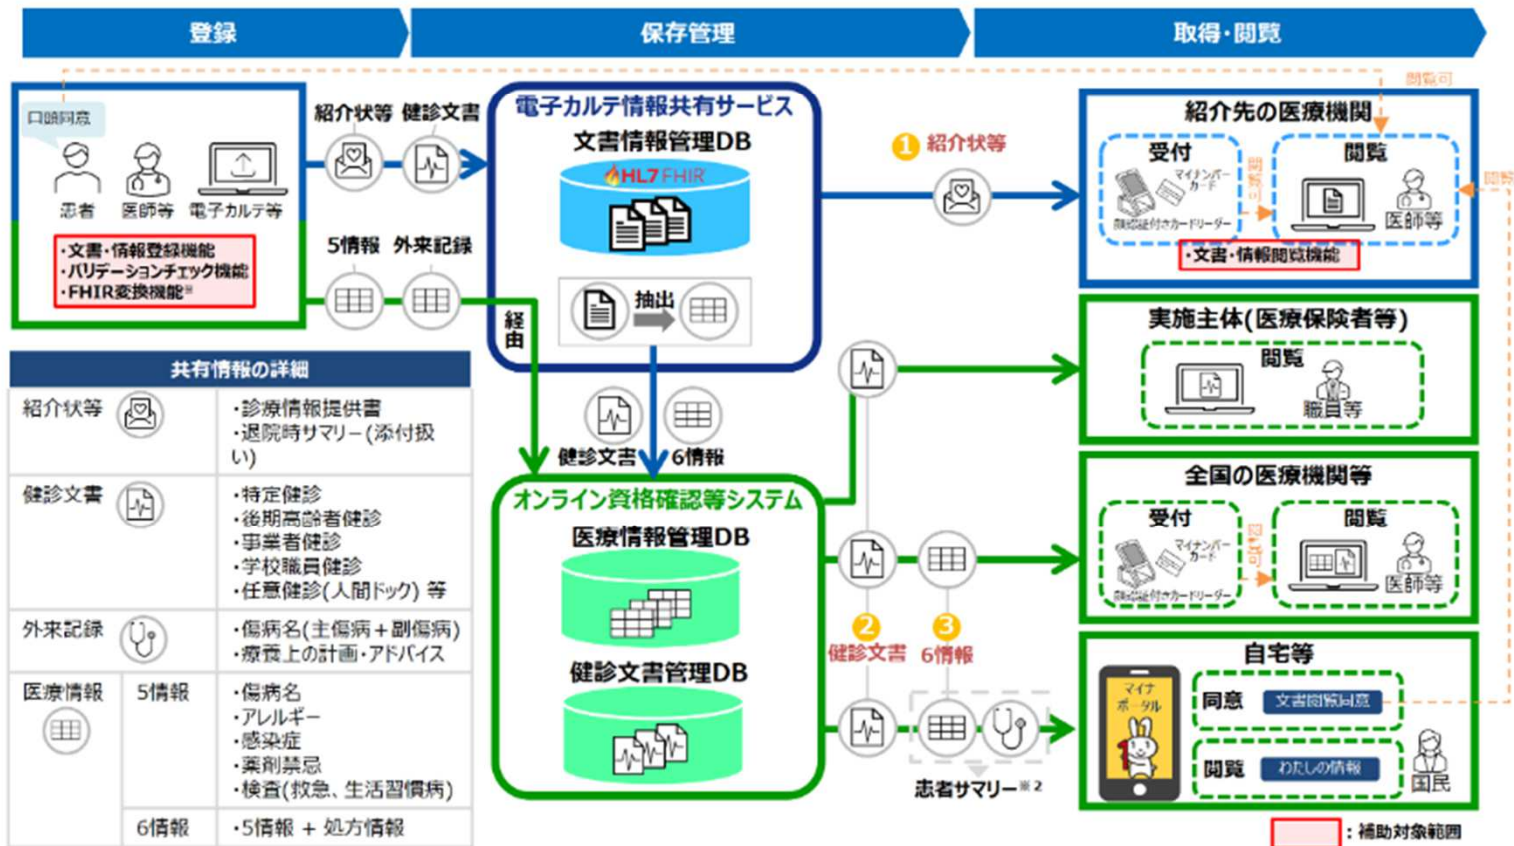 登録
保存管理
取得・閲覧
口頭同意
患者
医師等
電子カルテ等
・文書・情報登録機能
・バリデーションチェック機能
・FHIR変換機能※
紹介状等
健診文書
5情報
外来記録
経由
電子カルテ情報共有サービス
文書情報管理DB
HL7 FHIR
抽出
健診文書
6情報
オンライン資格確認等システム
医療情報管理DB
健診文書管理DB
1 紹介状等
2
健診文書
3
6情報
患者サマリー※2
閲覧可
紹介先の医療機関
受付
マイナンバー
カード
顔認証付きカードリーダー
閲覧可
閲覧
医師等
・文書・情報閲覧機能
閲覧
実施主体(医療保険者等)
閲覧
職員等
全国の医療機関等
受付
マイナンバー
カード
顔認証付きカードリーダー
閲覧可
閲覧
医師等
自宅等
マイナ
ポータル
同意
文書閲覧同意
閲覧
わたしの情報
国民
：補助対象範囲
共有情報の詳細
紹介状等
・診療情報提供書
・退院時サマリー(添付扱
い)
健診文書
・特定健診
・後期高齢者健診
・事業者健診
・学校職員健診
・任意健診(人間ドック) 等
外来記録
・傷病名(主傷病＋副傷病)
・療養上の計画・アドバイス
医療情報
5情報
・傷病名
・アレルギー
・感染症
・薬剤禁忌
・検査(救急、生活習慣病)
6情報
・5情報 + 処方情報